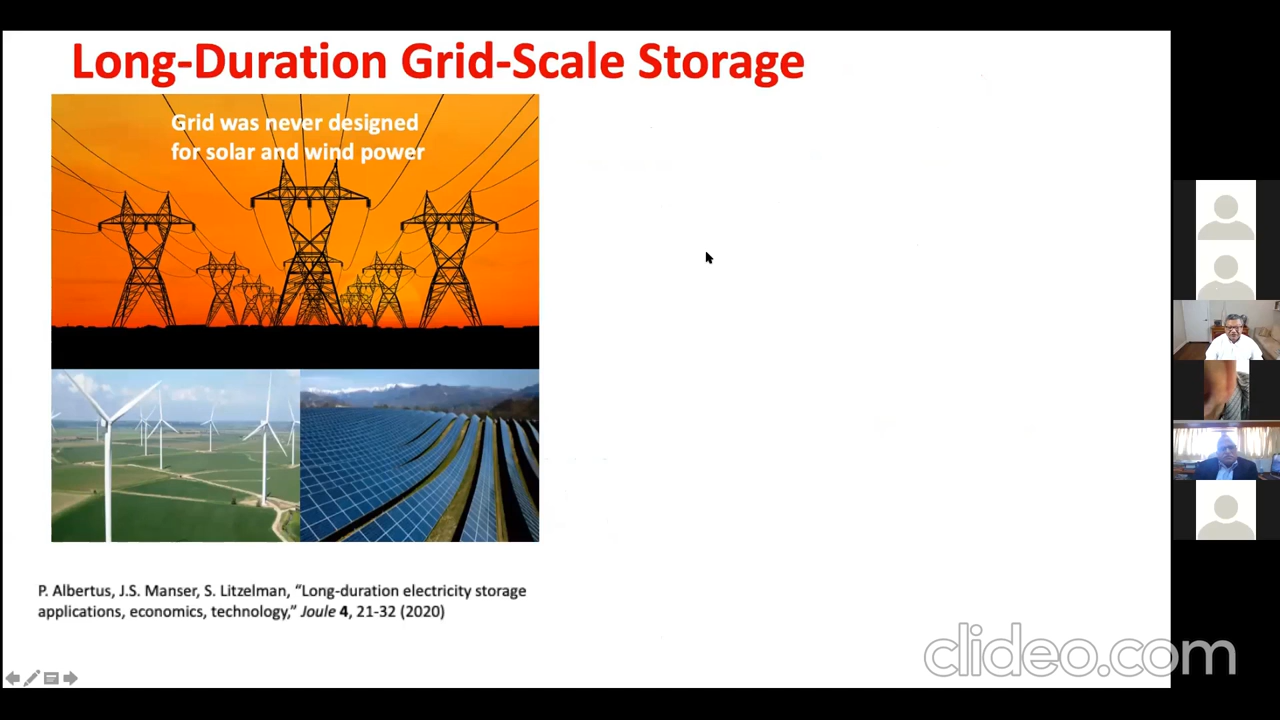 Long-Duration Grid-Scale Storage
Grid was never designed
for solar and wind power
P. Albertus, J.S. Manser, S. Litzelman, “Long-duration electricity storage
applications, economics, technology,” Joule 4, 21-32 (2020)
clideo.com